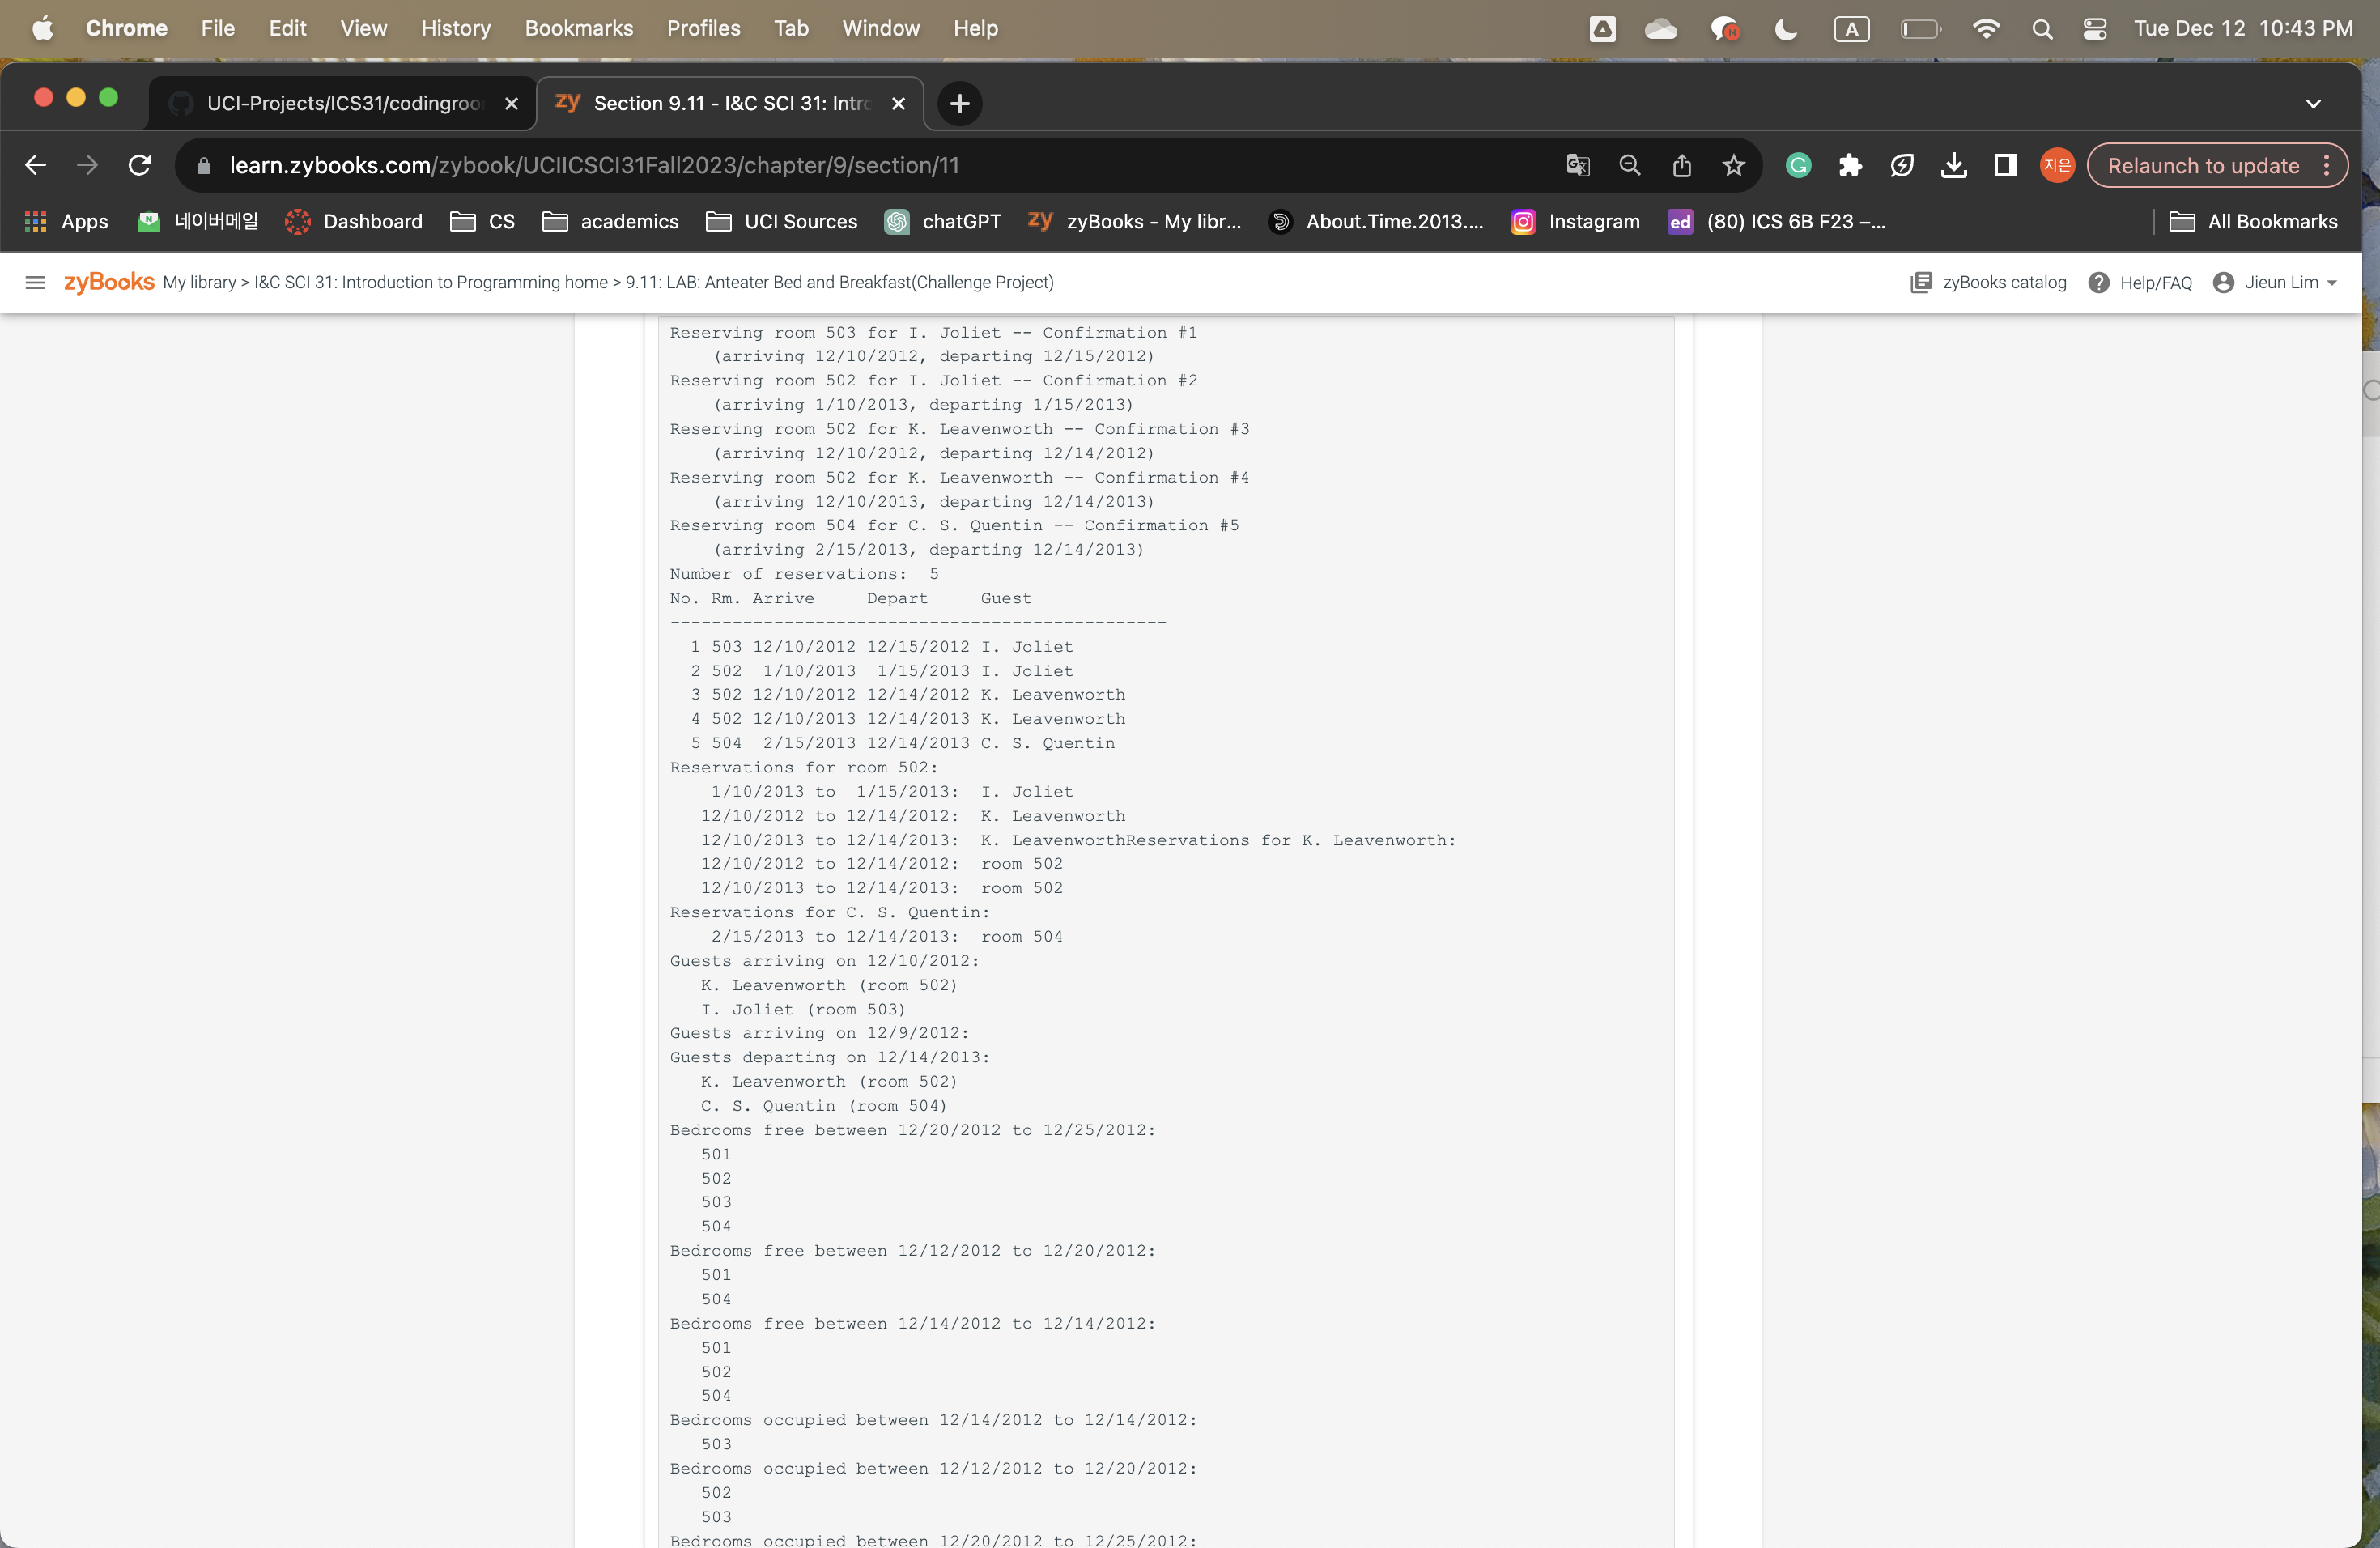 Chrome File Edit View History Bookmarks Profiles Tab Window Help A Tue Dec 12 10:43 PM
UCI-Projects/ICS31/codingroo
zy Section 9.11 - I&C SCI 31: Intro
learn.zybooks.com/zybook/UCIICSCI31Fall2023/chapter/9/section/11 지은 Relaunch to update
Apps 네이버메일 Dashboard CS academics UCI Sources chatGPT zy zyBooks - My libr... About.Time.2013.... Instagram ed (80) ICS 6B F23 –... All Bookmarks
zyBooks My library > I&C SCI 31: Introduction to Programming home > 9.11: LAB: Anteater Bed and Breakfast(Challenge Project) zyBooks catalog Help/FAQ Jieun Lim
Reserving room 503 for I. Joliet -- Confirmation #1
(arriving 12/10/2012, departing 12/15/2012)
Reserving room 502 for I. Joliet -- Confirmation #2
(arriving 1/10/2013, departing 1/15/2013)
Reserving room 502 for K. Leavenworth -- Confirmation #3
(arriving 12/10/2012, departing 12/14/2012)
Reserving room 502 for K. Leavenworth -- Confirmation #4
(arriving 12/10/2013, departing 12/14/2013)
Reserving room 504 for C. S. Quentin -- Confirmation #5
(arriving 2/15/2013, departing 12/14/2013)
Number of reservations:  5
No. Rm. Arrive     Depart     Guest
------------------------------------------------
1 503 12/10/2012 12/15/2012 I. Joliet
2 502  1/10/2013  1/15/2013 I. Joliet
3 502 12/10/2012 12/14/2012 K. Leavenworth
4 502 12/10/2013 12/14/2013 K. Leavenworth
5 504  2/15/2013 12/14/2013 C. S. Quentin
Reservations for room 502:
1/10/2013 to  1/15/2013:  I. Joliet
12/10/2012 to 12/14/2012:  K. Leavenworth
12/10/2013 to 12/14/2013:  K. LeavenworthReservations for K. Leavenworth:
12/10/2012 to 12/14/2012:  room 502
12/10/2013 to 12/14/2013:  room 502
Reservations for C. S. Quentin:
2/15/2013 to 12/14/2013:  room 504
Guests arriving on 12/10/2012:
K. Leavenworth (room 502)
I. Joliet (room 503)
Guests arriving on 12/9/2012:
Guests departing on 12/14/2013:
K. Leavenworth (room 502)
C. S. Quentin (room 504)
Bedrooms free between 12/20/2012 to 12/25/2012:
501
502
503
504
Bedrooms free between 12/12/2012 to 12/20/2012:
501
504
Bedrooms free between 12/14/2012 to 12/14/2012:
501
502
504
Bedrooms occupied between 12/14/2012 to 12/14/2012:
503
Bedrooms occupied between 12/12/2012 to 12/20/2012:
502
503
Bedrooms occupied between 12/20/2012 to 12/25/2012: